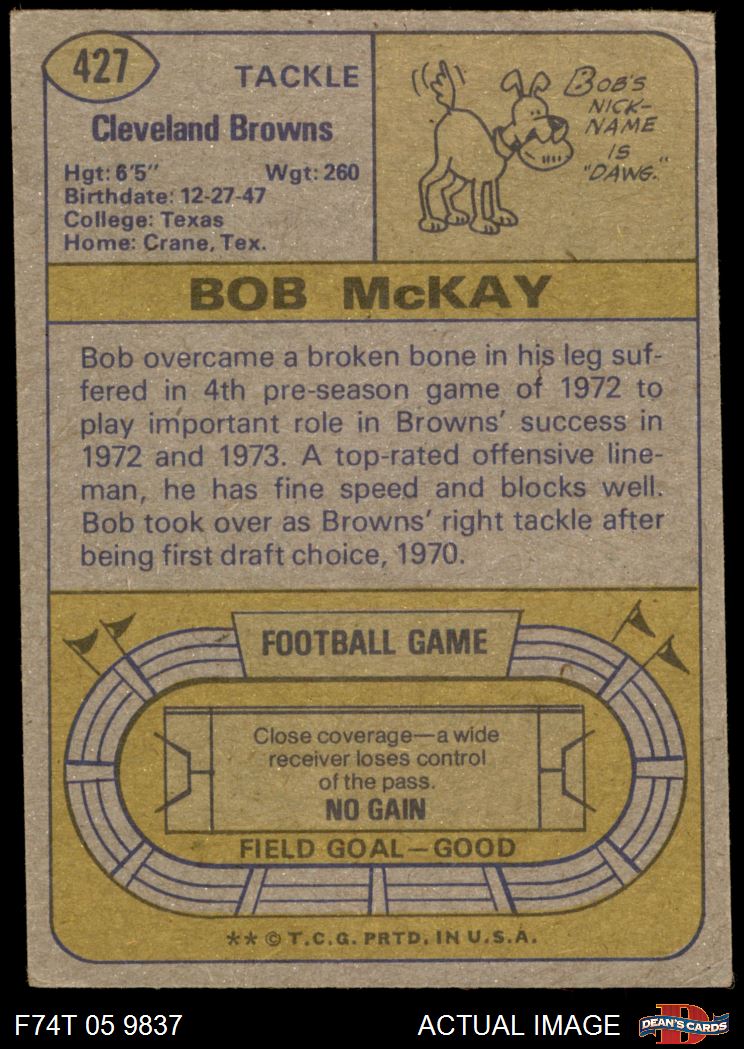 427
TACKLE
Cleveland Browns
Hgt: 6'5" Wgt: 260
Birthdate: 12-27-47
College: Texas
Home: Crane, Tex.
BOB'S
NICK-
NAME
IS
"DAWG."
BOB McKAY
Bob overcame a broken bone in his leg suf-
fered in 4th pre-season game of 1972 to
play important role in Browns' success in
1972 and 1973. A top-rated offensive line-
man, he has fine speed and blocks well.
Bob took over as Browns' right tackle after
being first draft choice, 1970.
FOOTBALL GAME
Close coverage—a wide
receiver loses control
of the pass.
NO GAIN
FIELD GOAL—GOOD
** © T.C.G. PRTD. IN U.S.A.
F74T 05 9837 ACTUAL IMAGE
D
DEAN'S CARDS